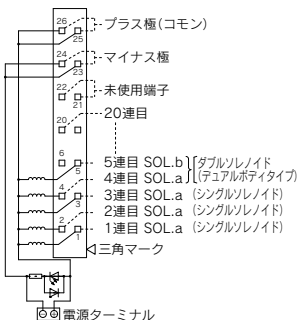 26
プラス極(コモン)
25
24
マイナス極
23
22
未使用端子
21
20
20連目
6
5
5連目 SOL.b
ダブルソレノイド
4連目 SOL.a
(デュアルボディタイプ)
4
3
3連目 SOL.a (シングルソレノイド)
2連目 SOL.a (シングルソレノイド)
2
1
1連目 SOL.a (シングルソレノイド)
三角マーク
電源ターミナル